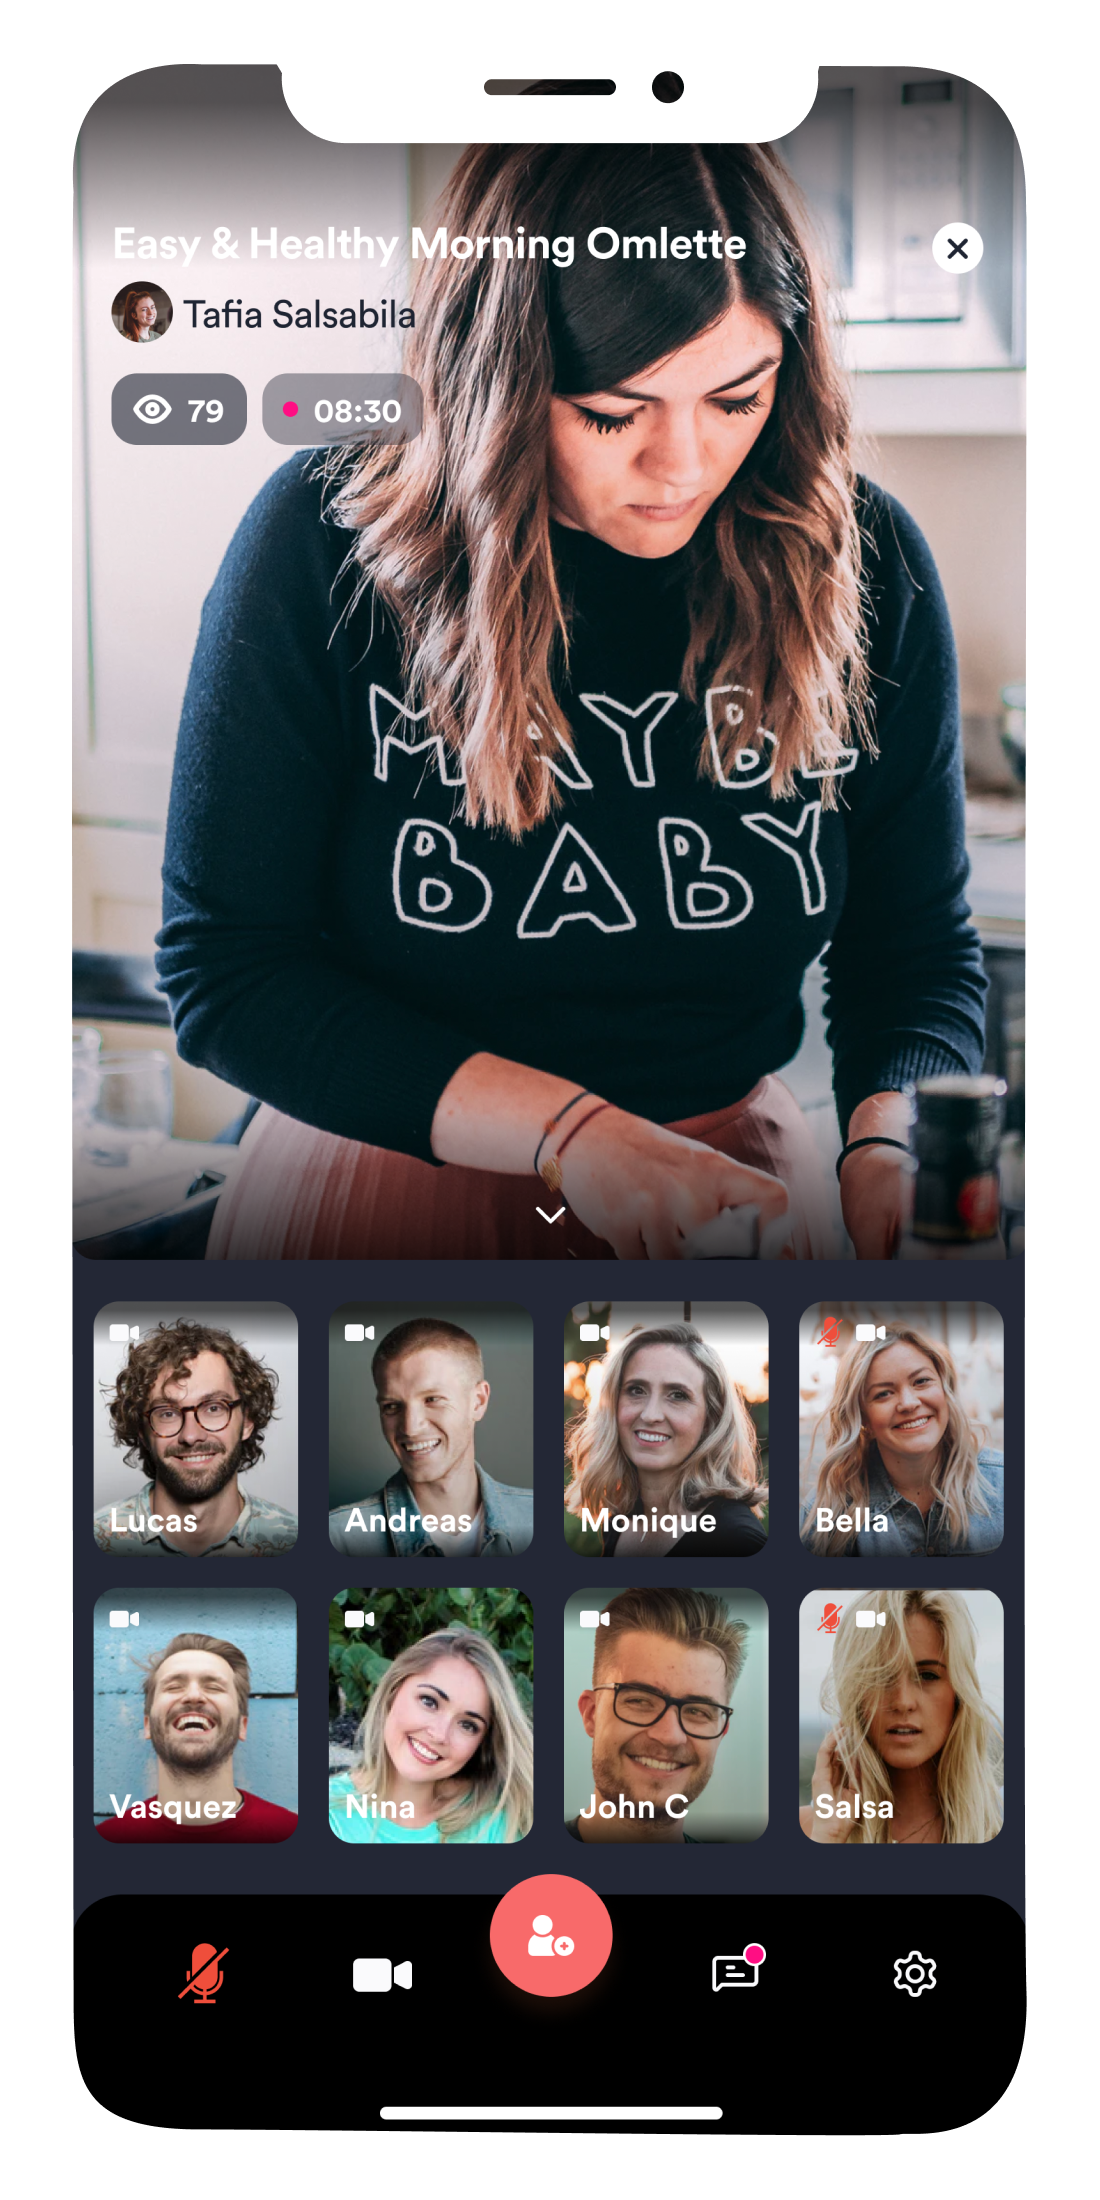 Easy & Healthy Morning Omlette
Tafia Salsabila
79
08:30
MAYBE
BABY
Lucas
Andreas
Monique
Bella
Vasquez
Nina
John C
Salsa